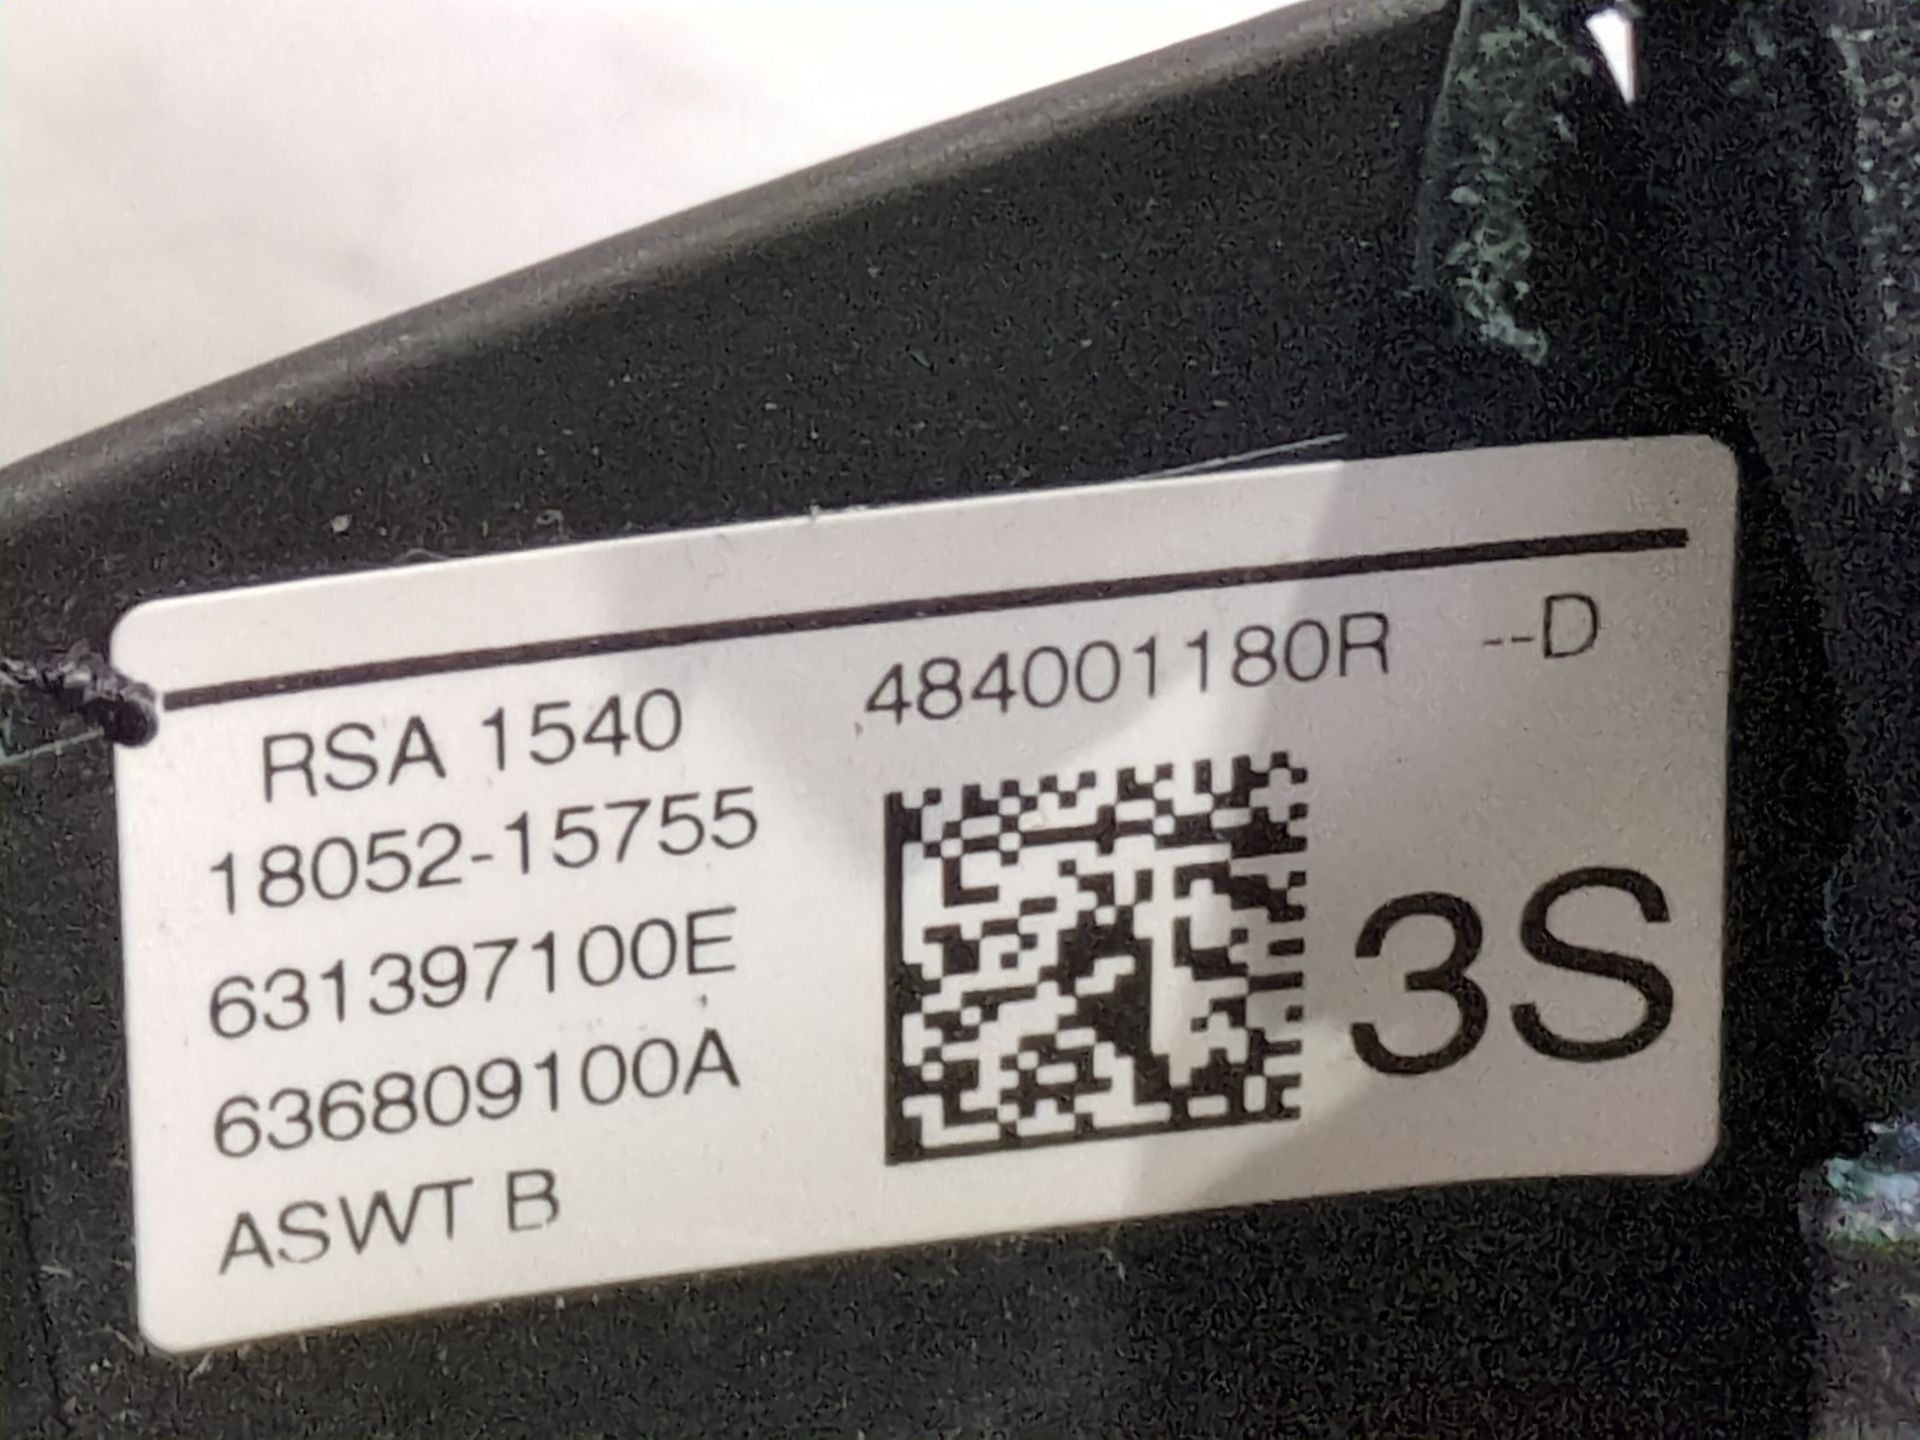 RSA 1540 484001180R --D
18052-15755
631397100E
636809100A
3S
ASWT B